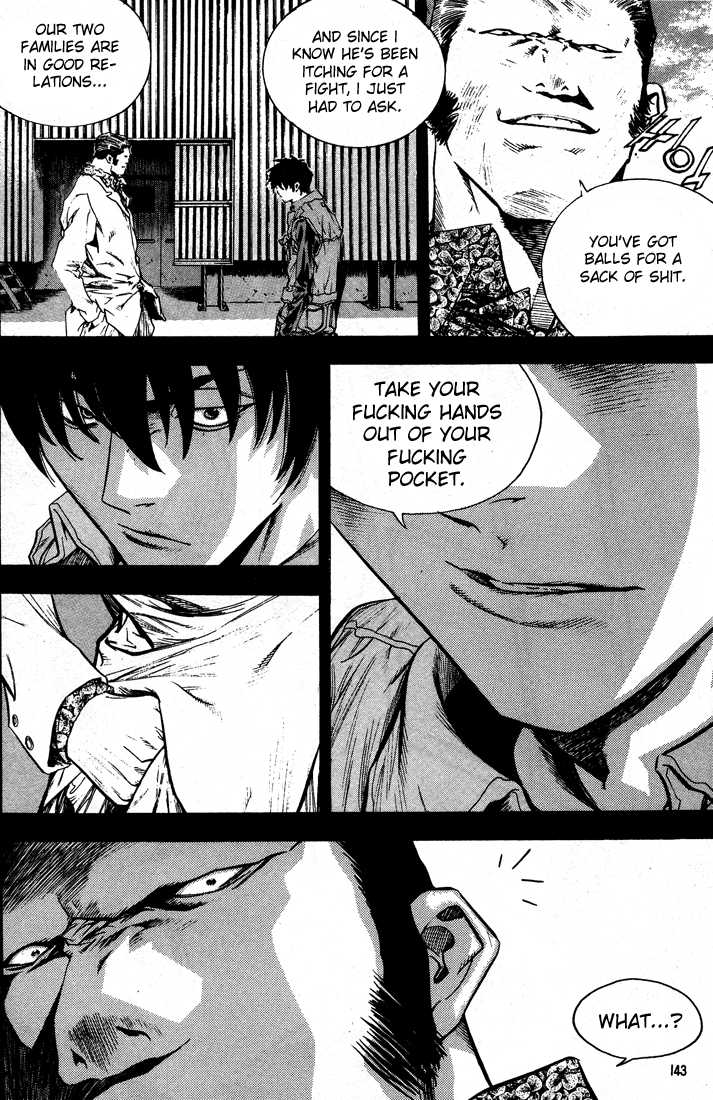 OUR TWO
FAMILIES ARE
IN GOOD RE-
LATIONS...
AND SINCE I
KNOW HE'S BEEN
ITCHING FOR A
FIGHT, I JUST
HAD TO ASK.
YOU'VE GOT
BALLS FOR A
SACK OF SHIT.
TAKE YOUR
FUCKING HANDS
OUT OF YOUR
FUCKING
POCKET.
WHAT...?
143